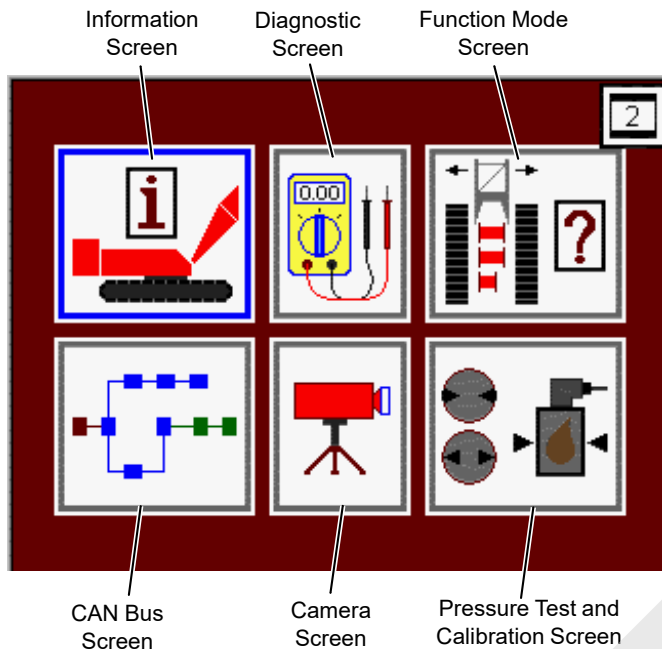 Information
Screen
Diagnostic
Screen
Function Mode
Screen
2
i
0.00
?
CAN Bus
Screen
Camera
Screen
Pressure Test and
Calibration Screen